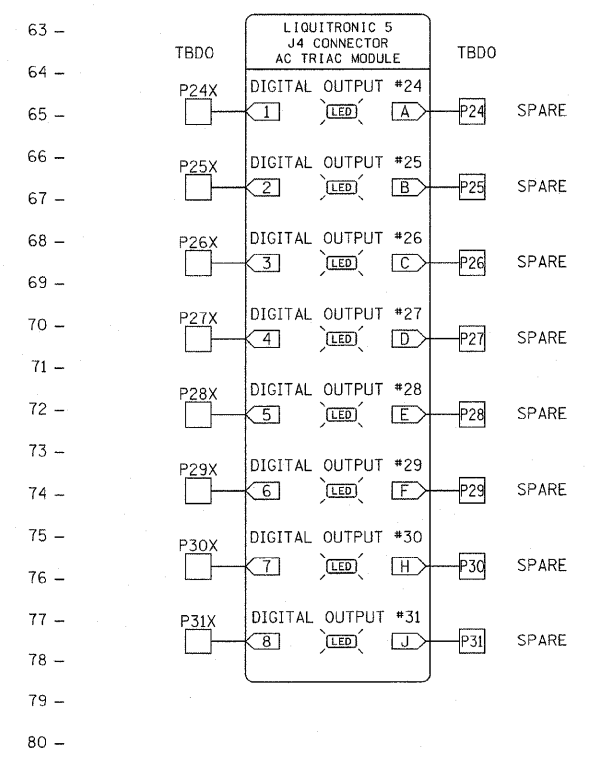 63 –
LIQUITRONIC 5
J4 CONNECTOR
AC TRIAC MODULE
TBDO
TBDO
64 –
P24X
DIGITAL OUTPUT #24
65 –
1
LED
A
P24
SPARE
66 –
P25X
DIGITAL OUTPUT #25
67 –
2
LED
B
P25
SPARE
68 –
P26X
DIGITAL OUTPUT #26
3
LED
C
P26
SPARE
69 –
70 –
P27X
DIGITAL OUTPUT #27
4
LED
D
P27
SPARE
71 –
P28X
DIGITAL OUTPUT #28
72 –
5
LED
E
P28
SPARE
73 –
P29X
DIGITAL OUTPUT #29
74 –
6
LED
F
P29
SPARE
75 –
P30X
DIGITAL OUTPUT #30
76 –
7
LED
H
P30
SPARE
77 –
P31X
DIGITAL OUTPUT #31
8
LED
J
P31
SPARE
78 –
79 –
80 –